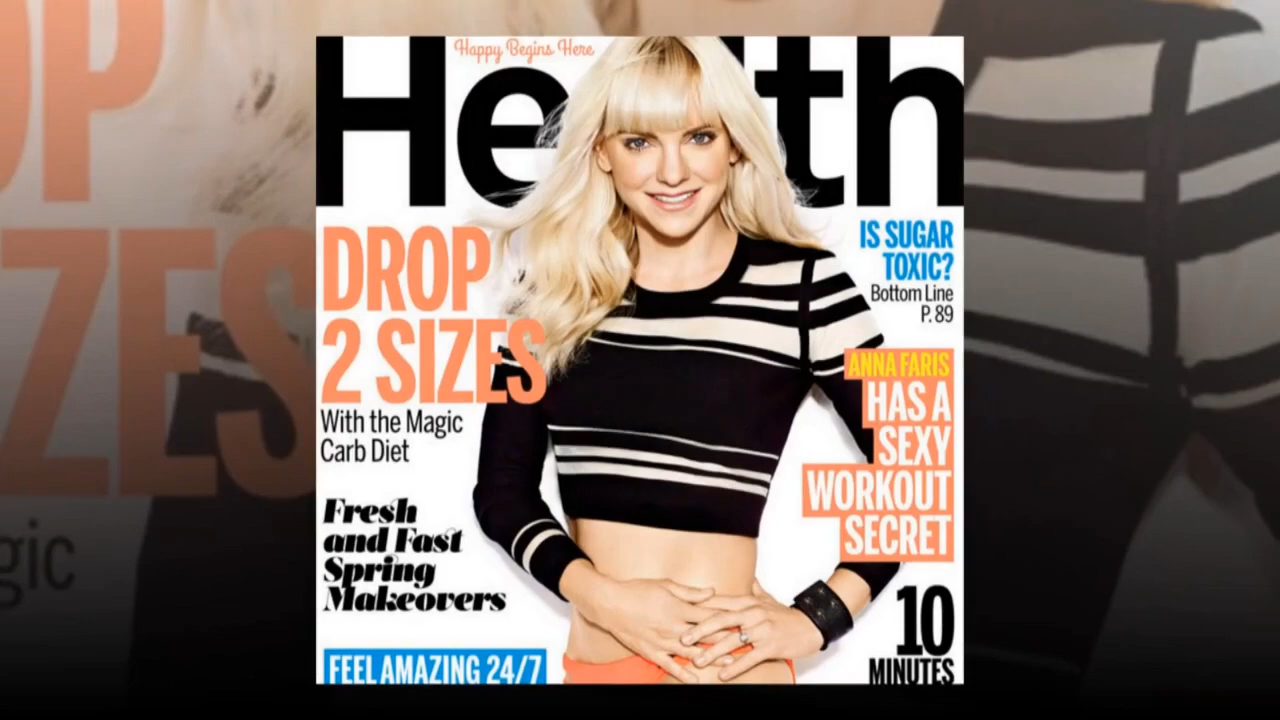 Happy Begins Here
Health
DROP
2 SIZES
With the Magic
Carb Diet
Fresh
and Fast
Spring
Makeovers
FEEL AMAZING 24/7
IS SUGAR
TOXIC?
Bottom Line
P. 89
ANNA FARIS
HAS A
SEXY
WORKOUT
SECRET
10
MINUTES